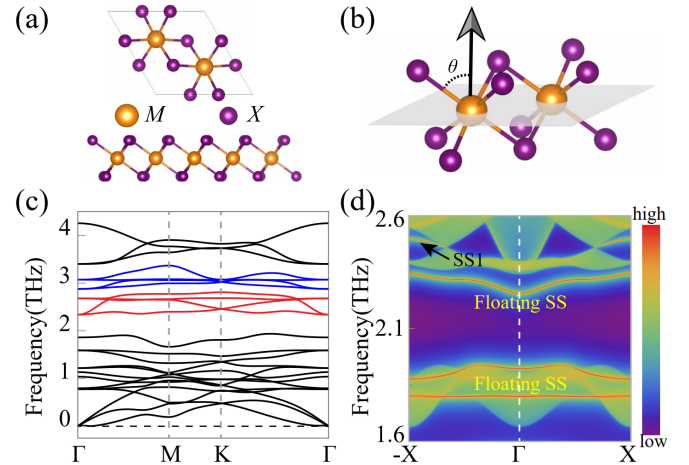 (a)
(b)
M
X
θ
(c)
(d)
Frequency(THz)
4
3
2
1
0
Γ
M
K
Γ
Frequency(THz)
2.6
2.1
1.6
SS1
Floating SS
Floating SS
-X
Γ
X
high
low